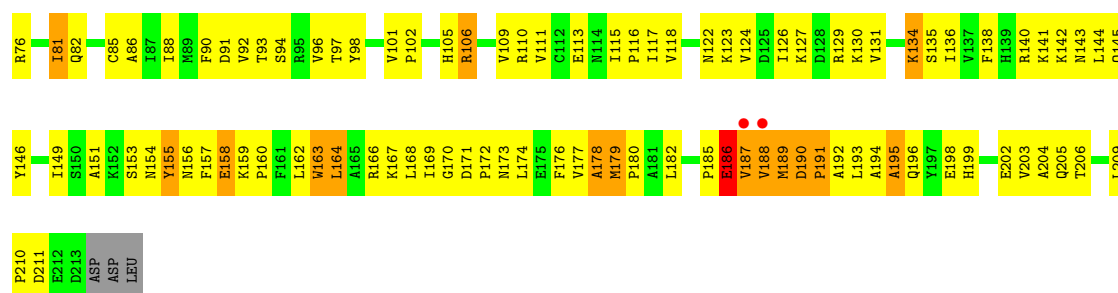 R76 I81 Q82 C85 A86 I87 I88 M89 F90 D91 V92 T93 S94 R95 V96 T97 Y98 V101 P102 H105 R106 V109 R110 V111 C112 E113 N114 I115 P116 I117 V118 N122 K123 V124 D125 I126 K127 D128 R129 K130 V131 K134 S135 I136 V137 F138 H139 R140 K141 K142 N143 L144 Q145
Y146 I149 S150 A151 K152 S153 N154 Y155 N156 F157 E158 K159 P160 F161 L162 W163 L164 A165 R166 K167 L168 I169 G170 D171 P172 N173 L174 E175 F176 V177 A178 M179 P180 A181 L182 P185 E186 V187 V188 M189 D190 P191 A192 L193 A194 A195 Q196 Y197 E198 H199 E202 V203 A204 Q205 T206 L209
P210 D211 E212 D213 ASP ASP LEU